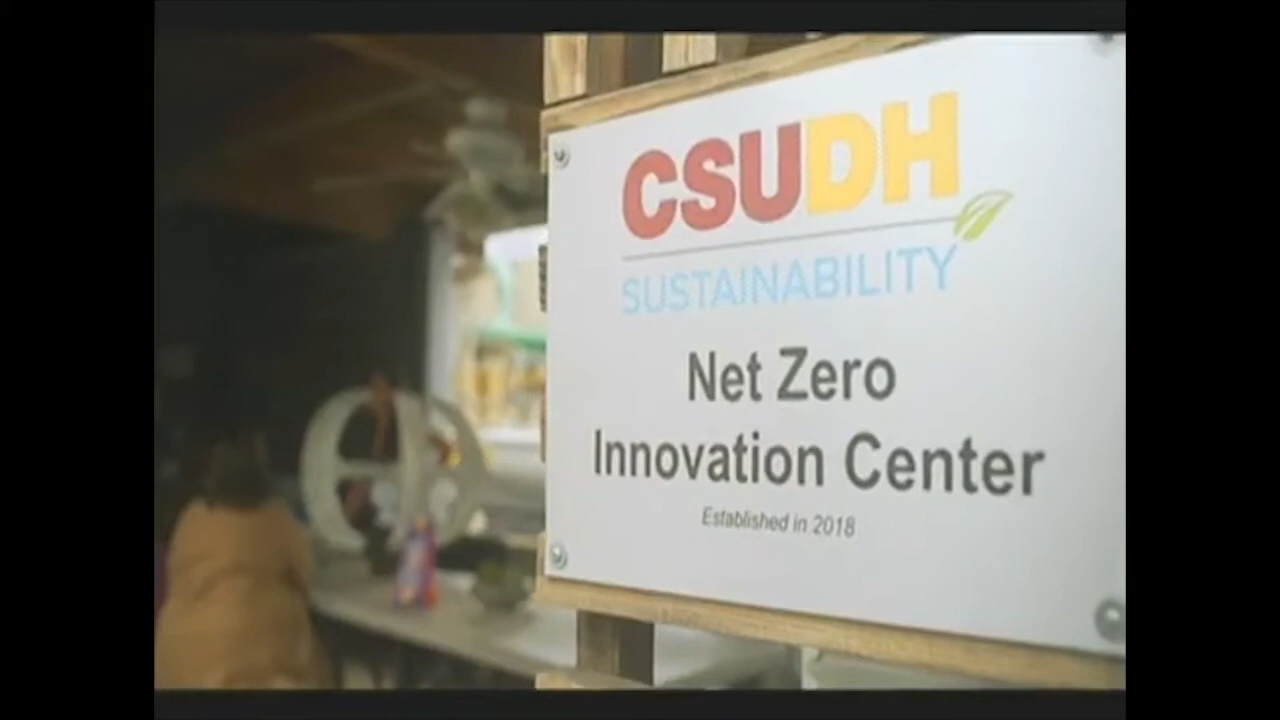 CSUDH
SUSTAINABILITY
Net Zero
Innovation Center
Established in 2018